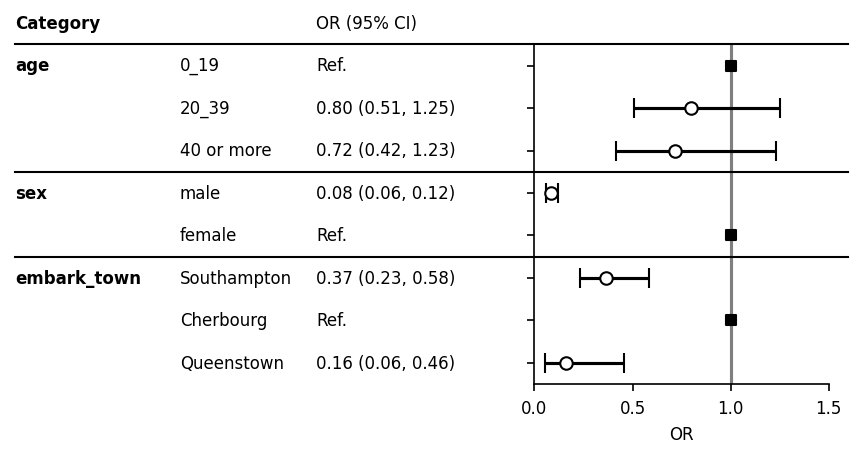 Category OR (95% CI)
age 0_19 Ref.
20_39 0.80 (0.51, 1.25)
40 or more 0.72 (0.42, 1.23)
sex male 0.08 (0.06, 0.12)
female Ref.
embark_town Southampton 0.37 (0.23, 0.58)
Cherbourg Ref.
Queenstown 0.16 (0.06, 0.46)
0.0 0.5 1.0 1.5
OR